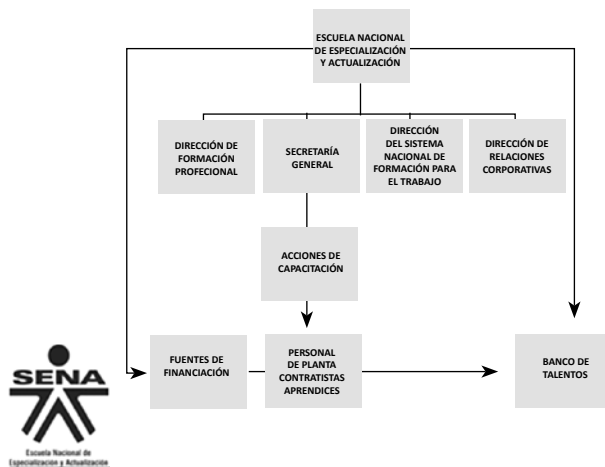 ESCUELA NACIONAL
DE ESPECIALIZACIÓN
Y ACTUALIZACIÓN
DIRECCIÓN DE
FORMACIÓN
PROFECIONAL
SECRETARÍA
GENERAL
DIRECCIÓN
DEL SISTEMA
NACIONAL DE
FORMACIÓN PARA
EL TRABAJO
DIRECCIÓN DE
RELACIONES
CORPORATIVAS
ACCIONES DE
CAPACITACIÓN
FUENTES DE
FINANCIACIÓN
PERSONAL
DE PLANTA
CONTRATISTAS
APRENDICES
BANCO DE
TALENTOS
SENA
Escuela Nacional de
Especialización y Actualización